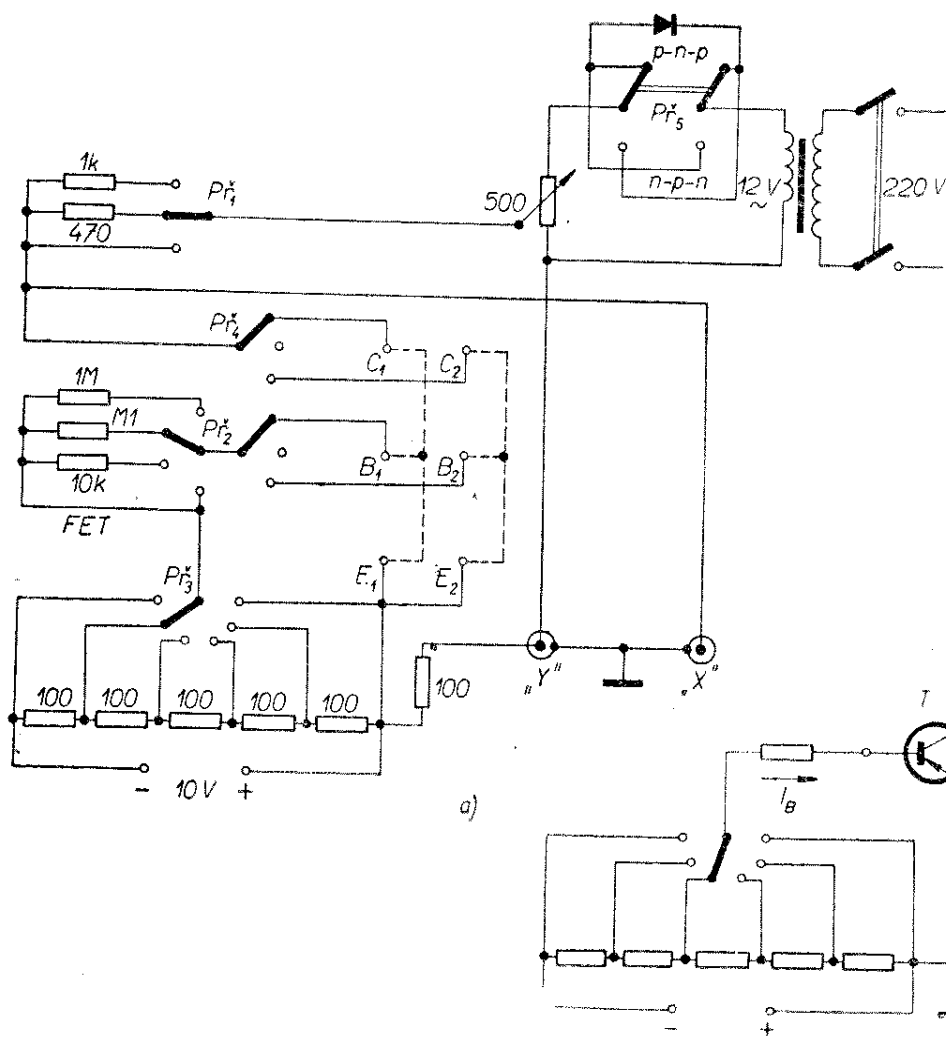 p-n-p
Př5
n-p-n
12 V
~
220 V
500
1k
Př1
470
Př4
C1
C2
1M
M1
Př2
10k
B1
B2
FET
Př3
E1
E2
100
100
100
100
100
100
"Y"
"X"
- 10 V +
a)
T
IB
- +